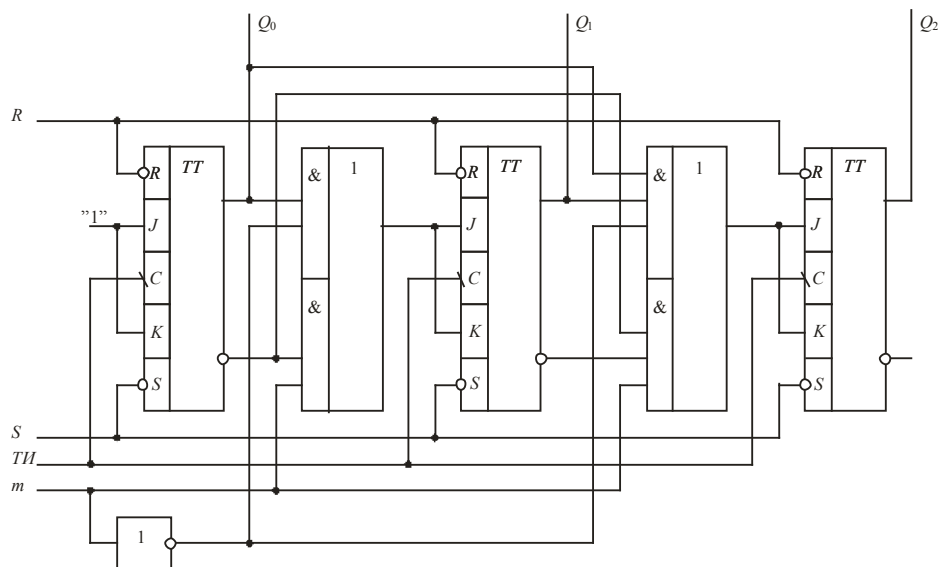 Q0 Q1 Q2
R
R TT & 1 R TT & 1 R TT
"1" J J J
C C C
& &
K K K
S S S
S
ТИ
m
1